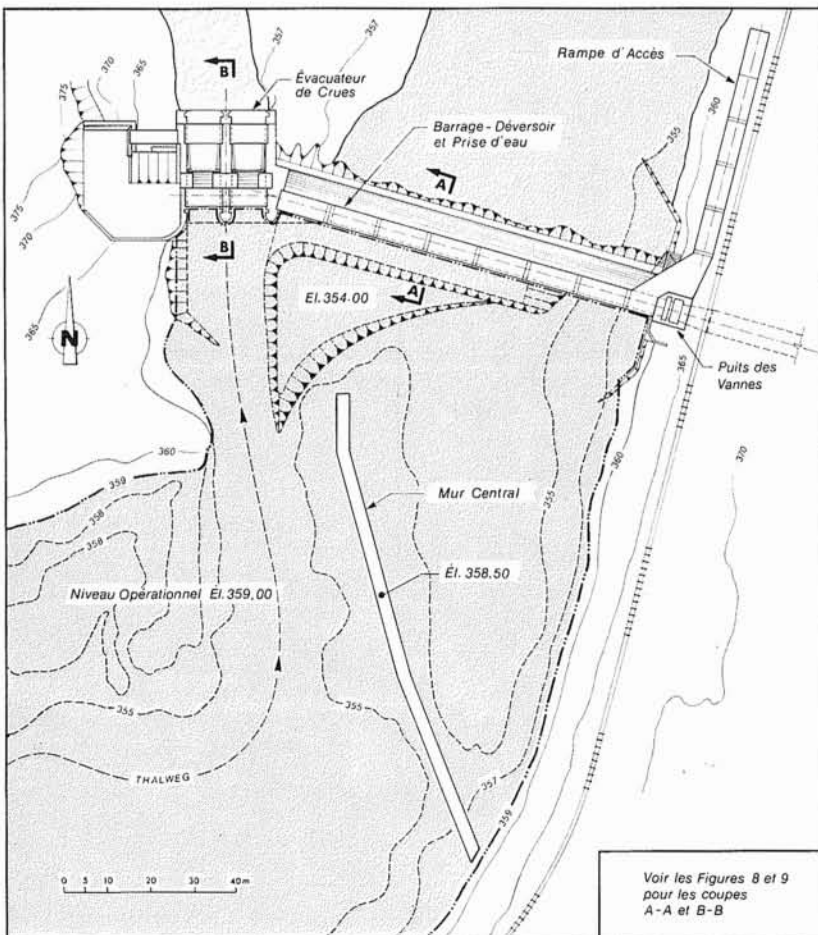 375
370
365
357
357
B
Évacuateur
de Crues
Rampe d'Accès
360
355
Barrage-Déversoir
et Prise d'eau
A
375
370
B
365
N
El. 354.00
A
365
Puits des
Vannes
360
370
360
359
358
358
Mur Central
355
Niveau Opérationnel El. 359,00
Él. 358.50
355
355
THALWEG
357
359
0 5 10 20 30 40m
Voir les Figures 8 et 9
pour les coupes
A-A et B-B